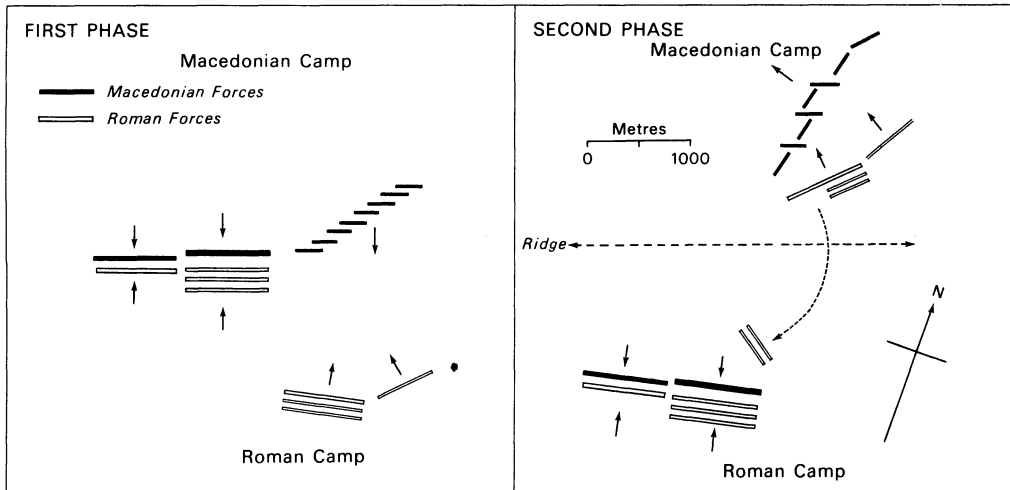 FIRST PHASE
Macedonian Camp
Macedonian Forces
Roman Forces
Roman Camp
SECOND PHASE
Macedonian Camp
Metres
0 1000
Ridge
N
Roman Camp